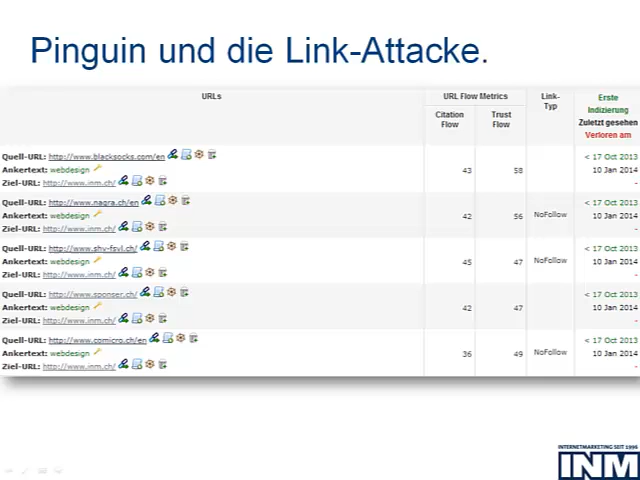 Pinguin und die Link-Attacke.
URLs
URL Flow Metrics
Link-Typ
Erste Indizierung
Zuletzt gesehen
Verloren am
Citation Flow
Trust Flow
Quell-URL: http://www.blacksocks.com/en
Ankertext: webdesign
Ziel-URL: http://www.inm.ch/
43
58
< 17 Oct 2013
10 Jan 2014
-
Quell-URL: http://www.nagra.ch/en
Ankertext: webdesign
Ziel-URL: http://www.inm.ch/
42
56
NoFollow
< 17 Oct 2013
10 Jan 2014
-
Quell-URL: http://www.shv-fsvl.ch/
Ankertext: webdesign
Ziel-URL: http://www.inm.ch/
45
47
NoFollow
< 17 Oct 2013
10 Jan 2014
-
Quell-URL: http://www.sponser.ch/
Ankertext: webdesign
Ziel-URL: http://www.inm.ch/
42
47
< 17 Oct 2013
10 Jan 2014
-
Quell-URL: http://www.comicro.ch/en
Ankertext: webdesign
Ziel-URL: http://www.inm.ch/
36
49
NoFollow
< 17 Oct 2013
10 Jan 2014
-
INTERNETMARKETING SEIT 1996
INM